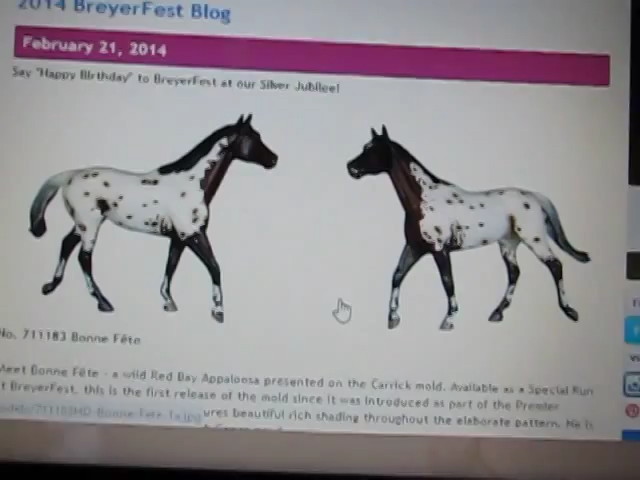 2014 BreyerFest Blog
February 21, 2014
Say "Happy Birthday" to BreyerFest at our Silver Jubilee!
No. 711183 Bonne Fête
Meet Bonne Fête - a wild Red Bay Appaloosa presented on the Carrick mold. Available as a Special Run
at BreyerFest, this is the first release of the mold since it was introduced as part of the Premier
ures beautiful rich shading throughout the elaborate pattern. He is